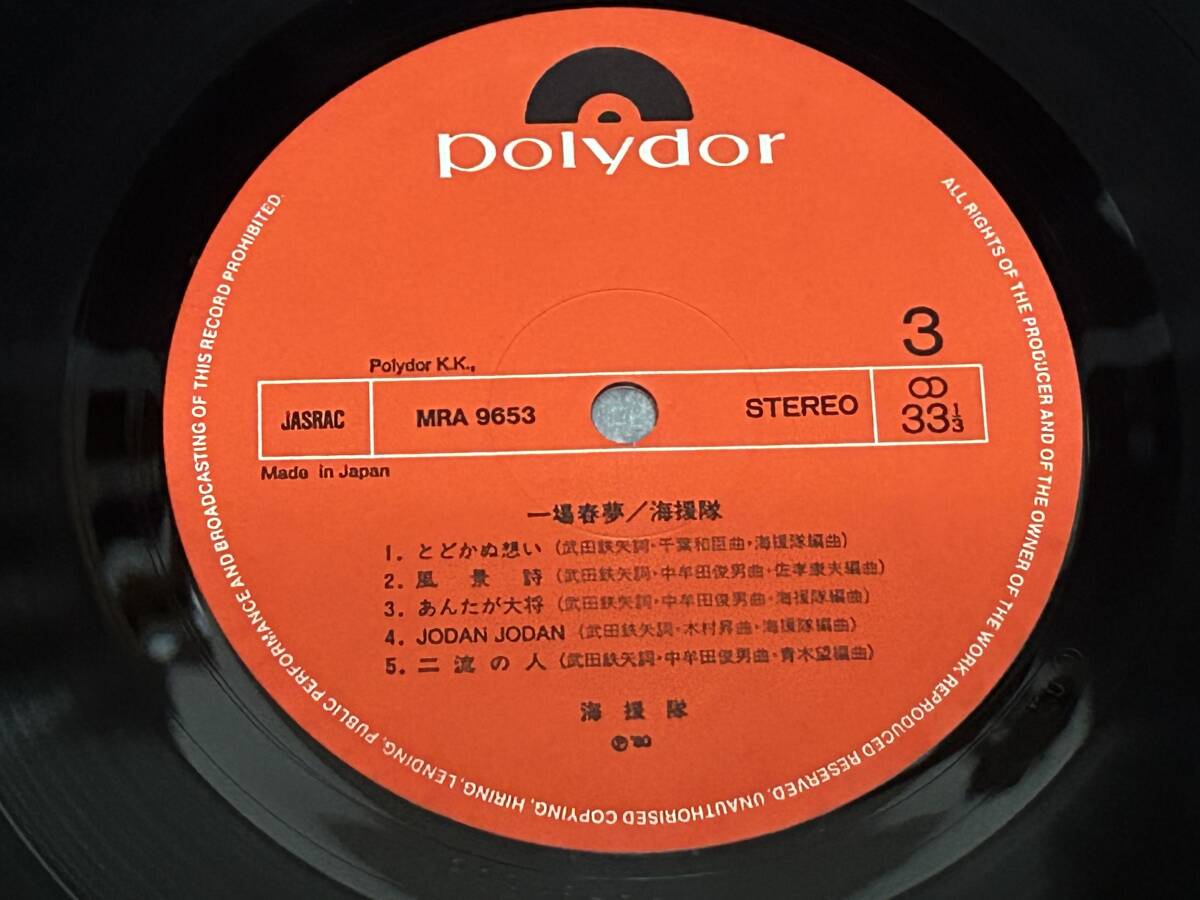 polydor
3
Polydor K.K.,
JASRAC
MRA 9653
STEREO
33⅓
Made in Japan
一場春夢／海援隊
1. とどかぬ想い（武田鉄矢詞・千葉和臣曲・海援隊編曲）
2. 風景詩（武田鉄矢詞・中牟田俊男曲・佐孝康夫編曲）
3. あんたが大将（武田鉄矢詞・中牟田俊男曲・海援隊編曲）
4. JODAN JODAN（武田鉄矢詞・木村昇曲・海援隊編曲）
5. 二流の人（武田鉄矢詞・中牟田俊男曲・青木望編曲）
海援隊
Ⓟ'80
ALL RIGHTS OF THE PRODUCER AND OF THE OWNER OF THE WORK REPRODUCED RESERVED. UNAUTHORISED COPYING, HIRING, LENDING, PUBLIC PERFORMANCE AND BROADCASTING OF THIS RECORD PROHIBITED.